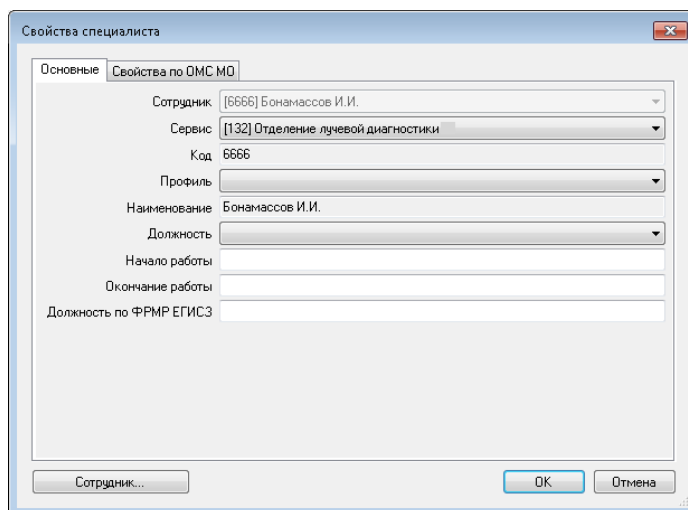 Свойства специалиста
Основные Свойства по ОМС МО
Сотрудник [6666] Бонамассов И.И.
Сервис [132] Отделение лучевой диагностики
Код 6666
Профиль
Наименование Бонамассов И.И.
Должность
Начало работы
Окончание работы
Должность по ФРМР ЕГИСЗ
Сотрудник... OK Отмена